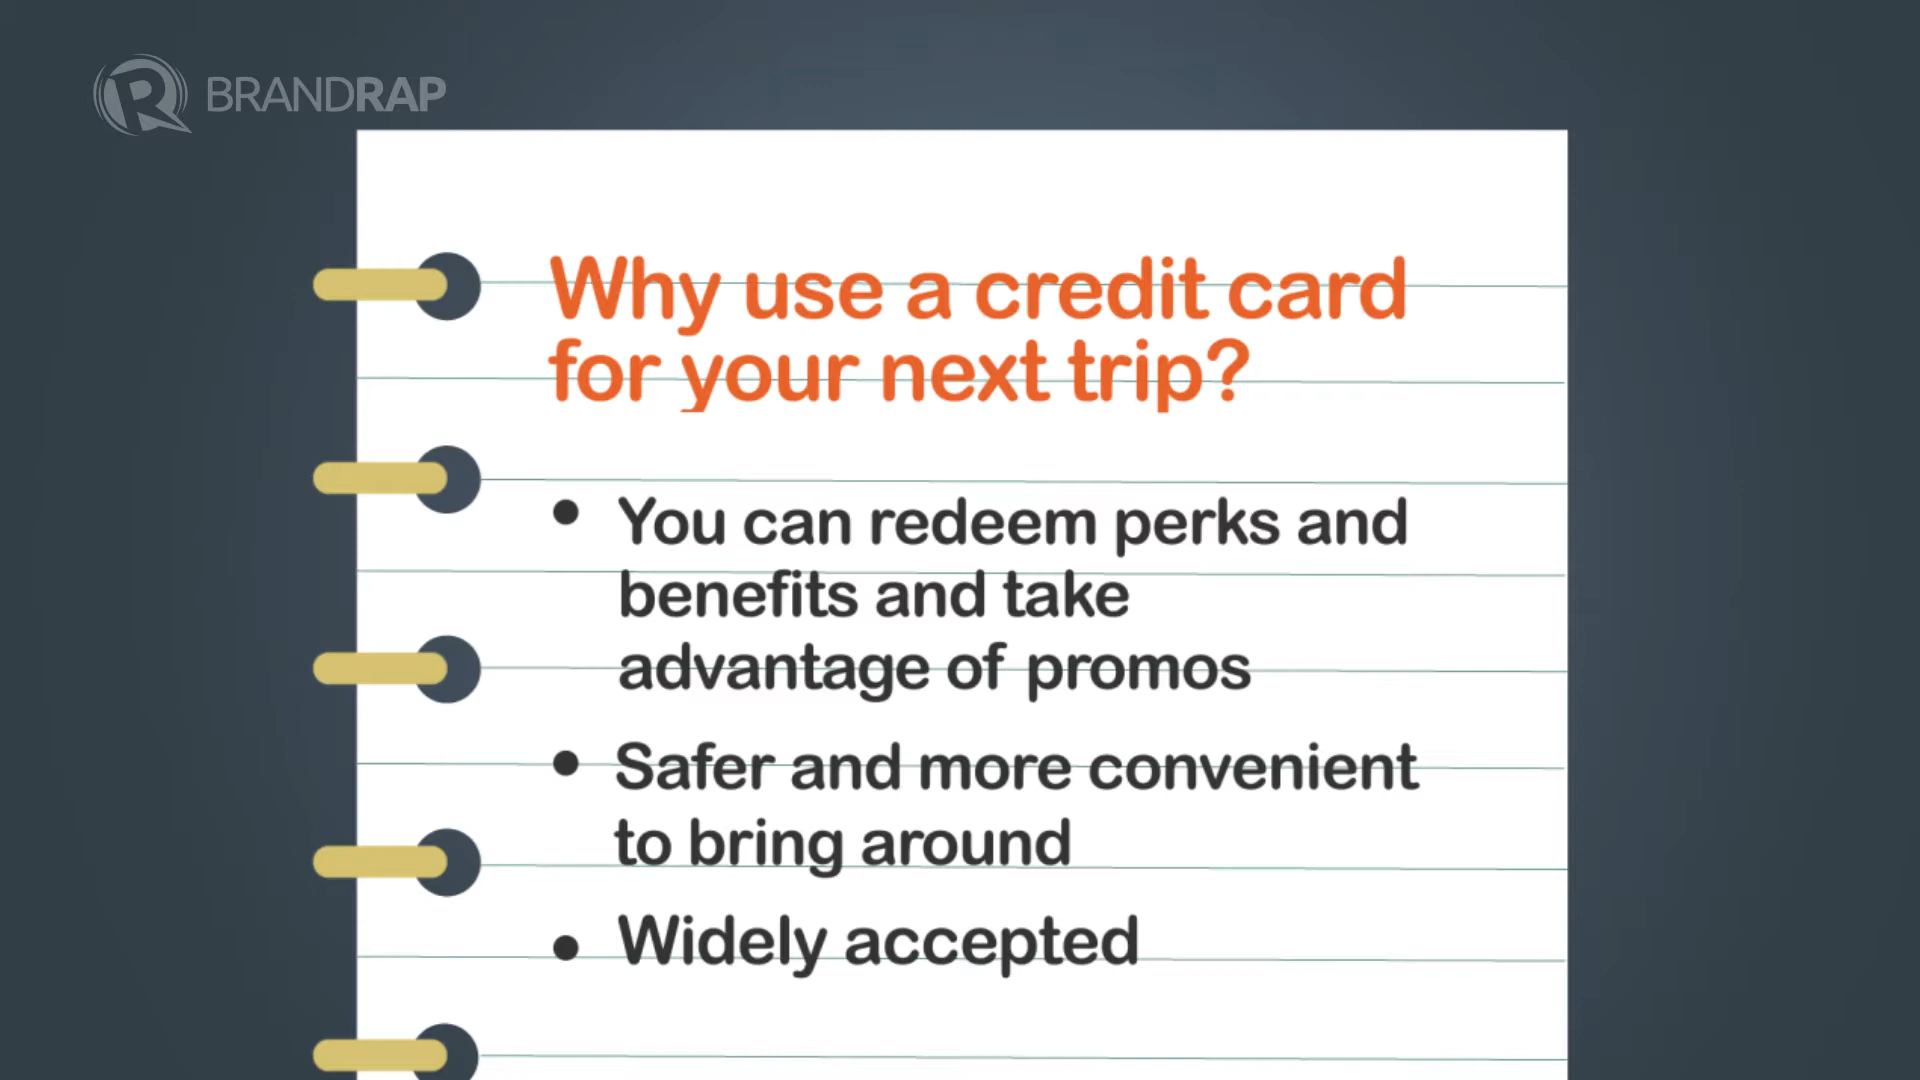 BRANDRAP
Why use a credit card
for your next trip?
• You can redeem perks and
benefits and take
advantage of promos
• Safer and more convenient
to bring around
• Widely accepted